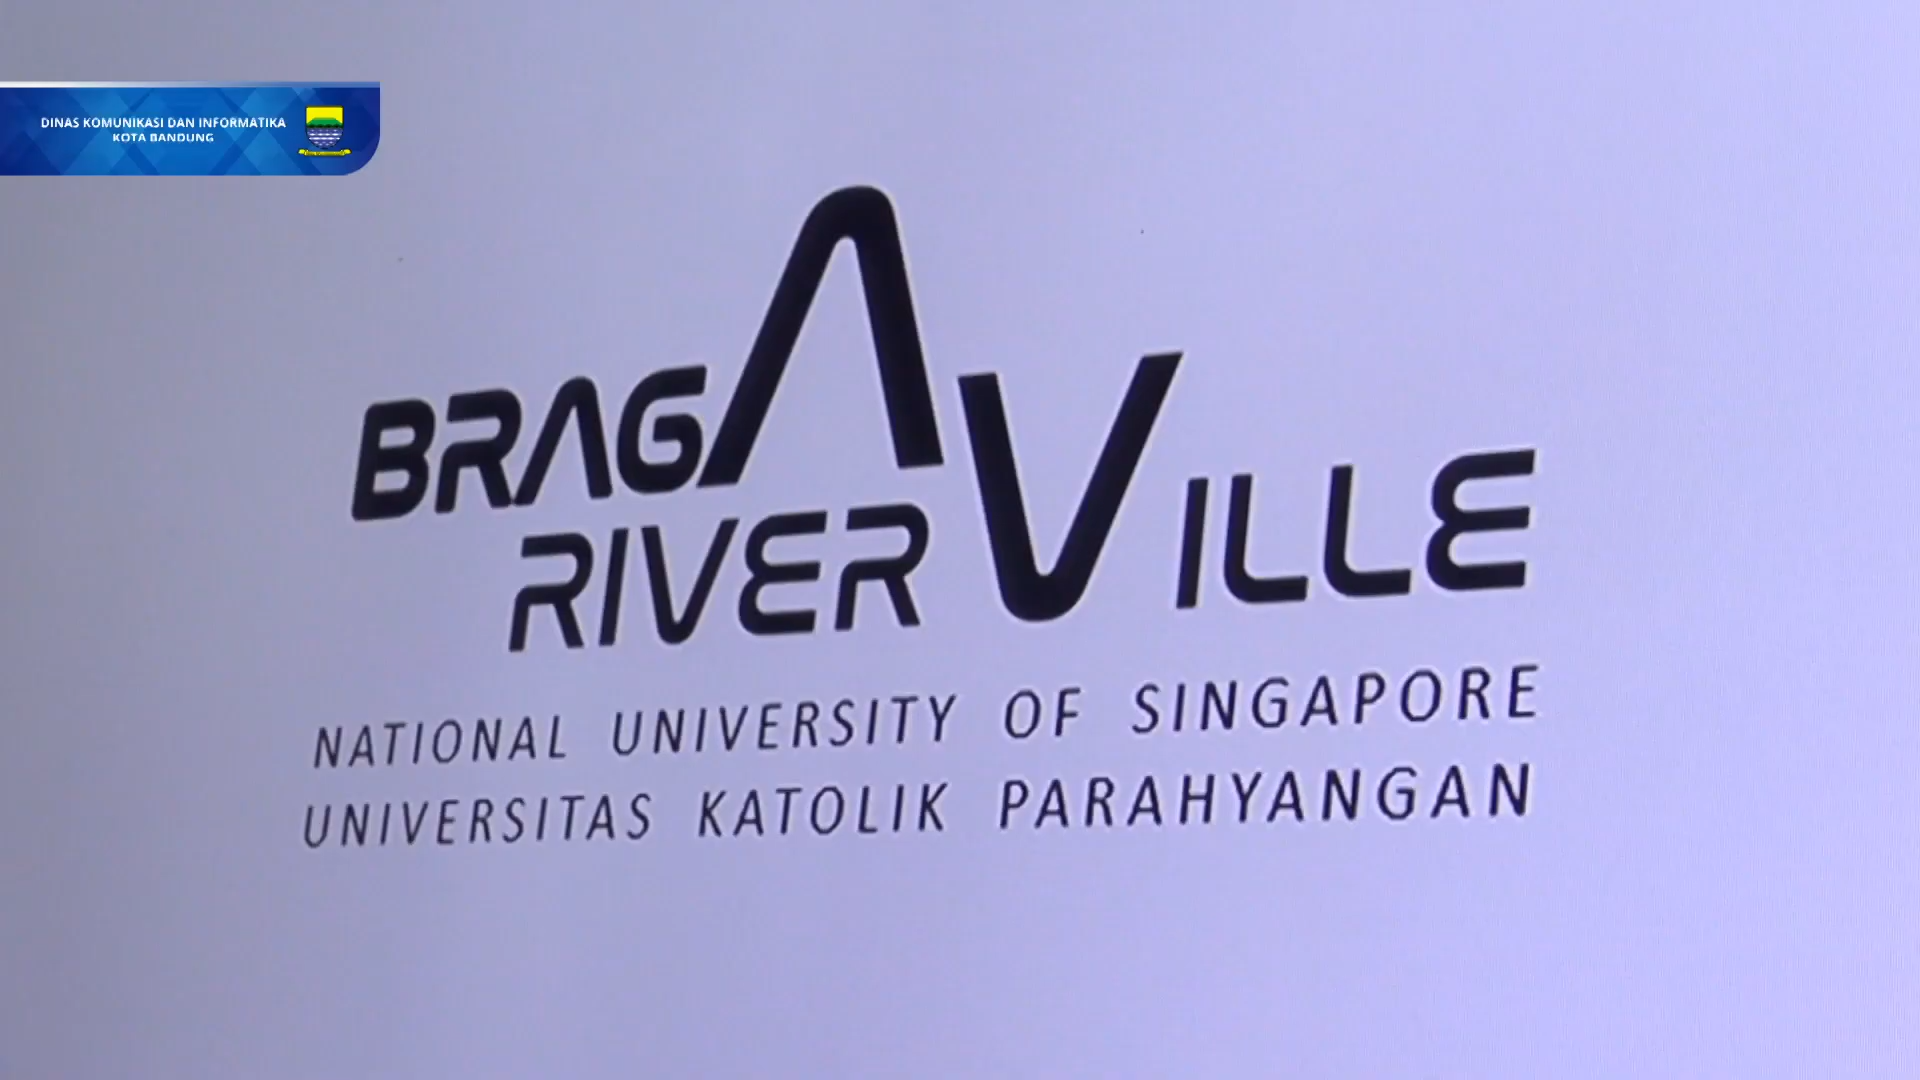 DINAS KOMUNIKASI DAN INFORMATIKA
KOTA BANDUNG
BRAGA
RIVER VILLE
NATIONAL UNIVERSITY OF SINGAPORE
UNIVERSITAS KATOLIK PARAHYANGAN